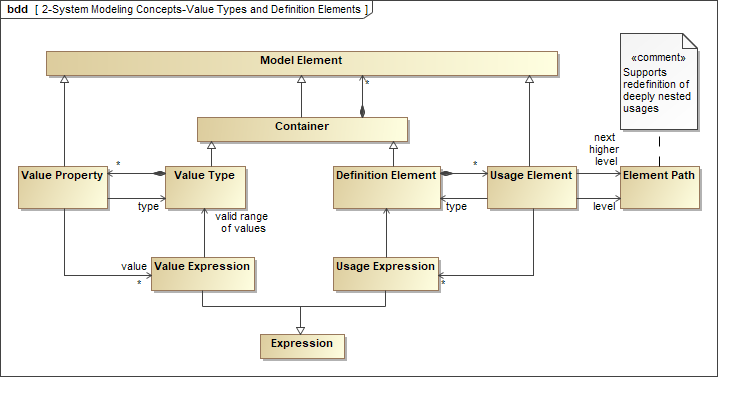 bdd [ 2-System Modeling Concepts-Value Types and Definition Elements ]
Model Element
«comment»
Supports
redefinition of
deeply nested
usages
*
Container
next
higher
level
*
*
Value Property
Value Type
Definition Element
Usage Element
Element Path
type
type
level
valid range
of values
value
*
Value Expression
Usage Expression
*
Expression